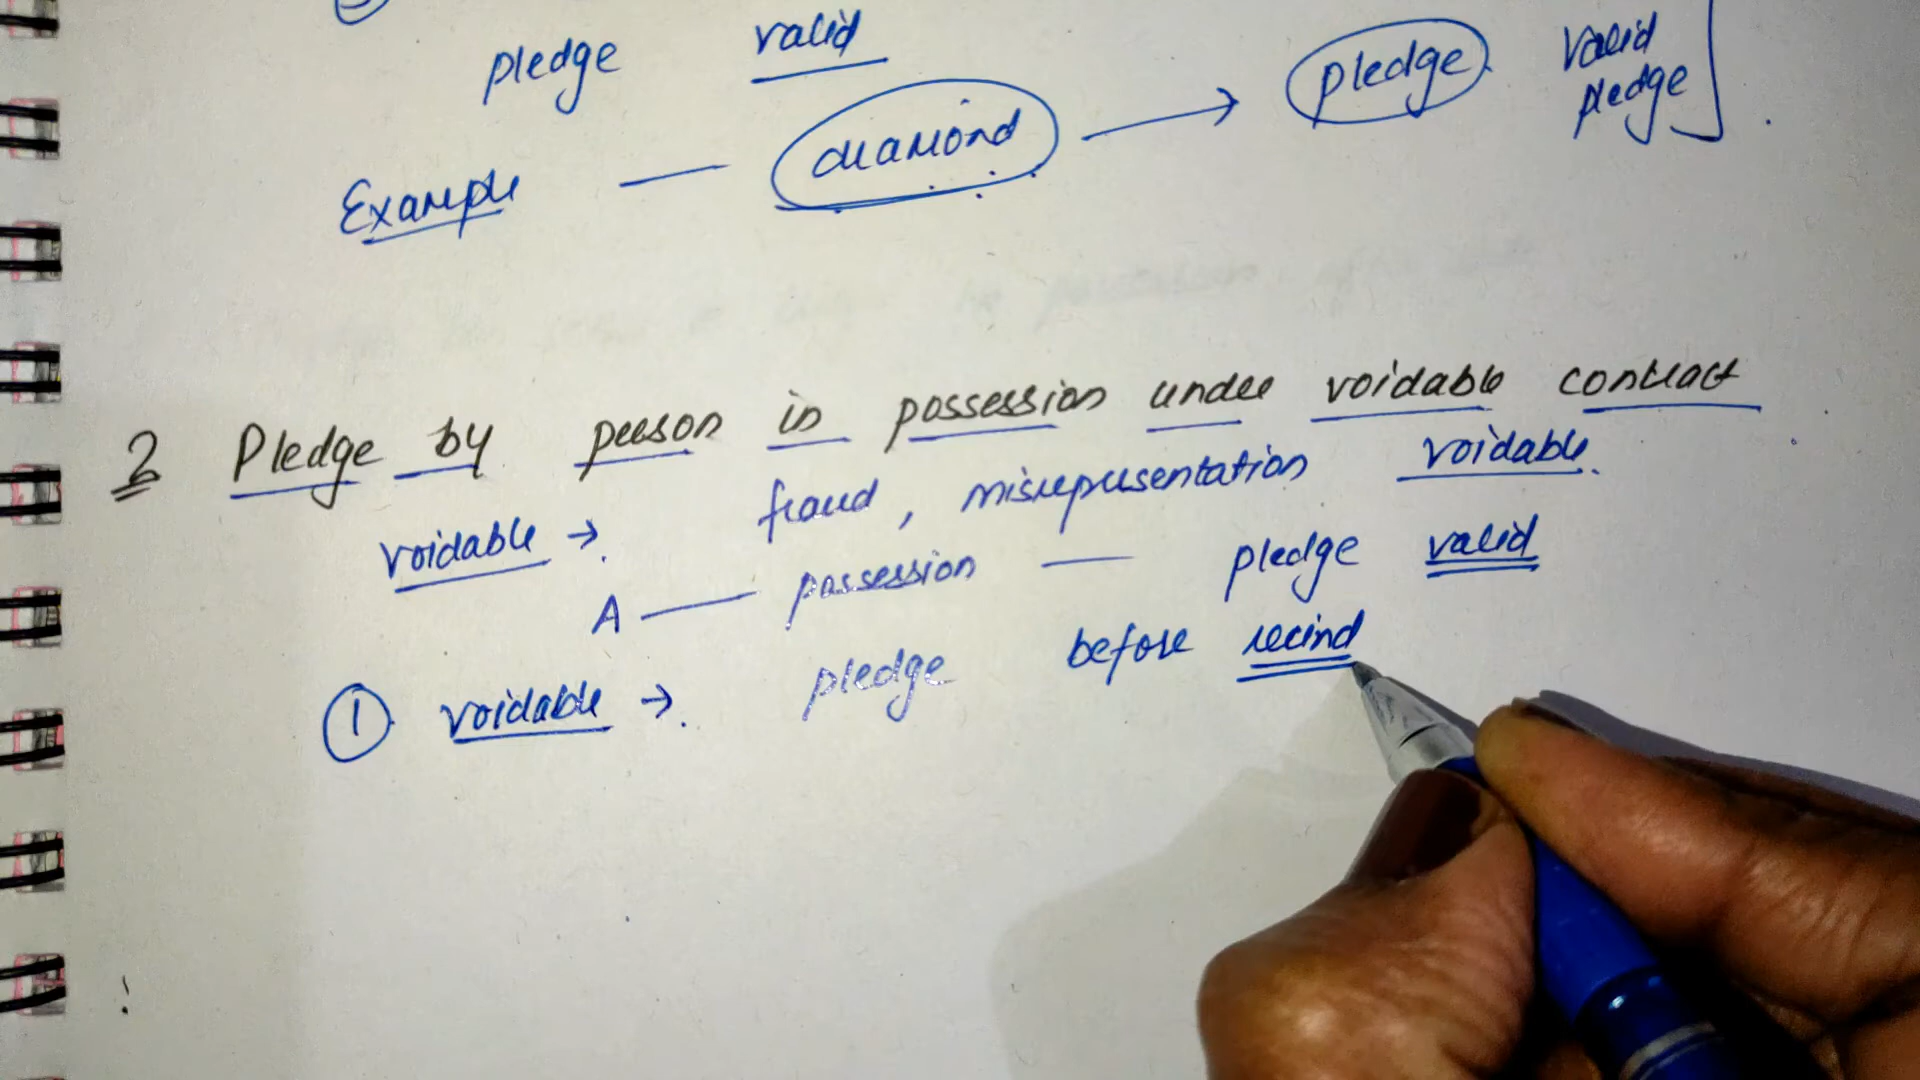 pledge valid
Example — diamond → pledge valid pledge
2 Pledge by person in possession under voidable contract
voidable → fraud, misrepresentation voidable
A — possession — pledge valid
① voidable → pledge before recind